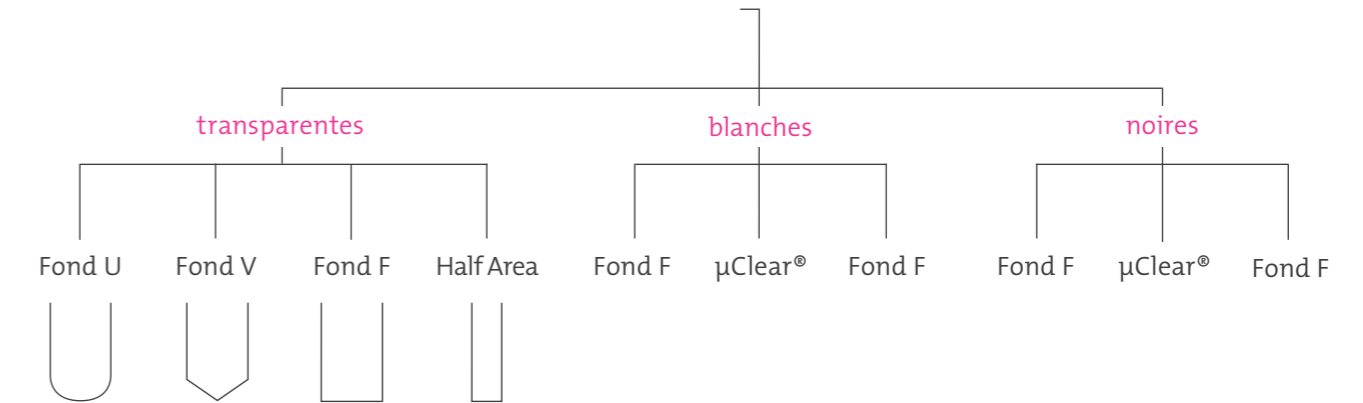 transparentes blanches noires
Fond U Fond V Fond F Half Area Fond F µClear® Fond F Fond F µClear® Fond F